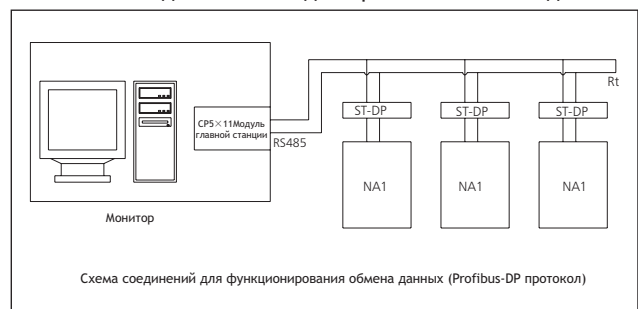 CP5×11Модуль
главной станции
RS485
Rt
ST-DP
ST-DP
ST-DP
NA1
NA1
NA1
Монитор
Схема соединений для функционирования обмена данных (Profibus-DP протокол)